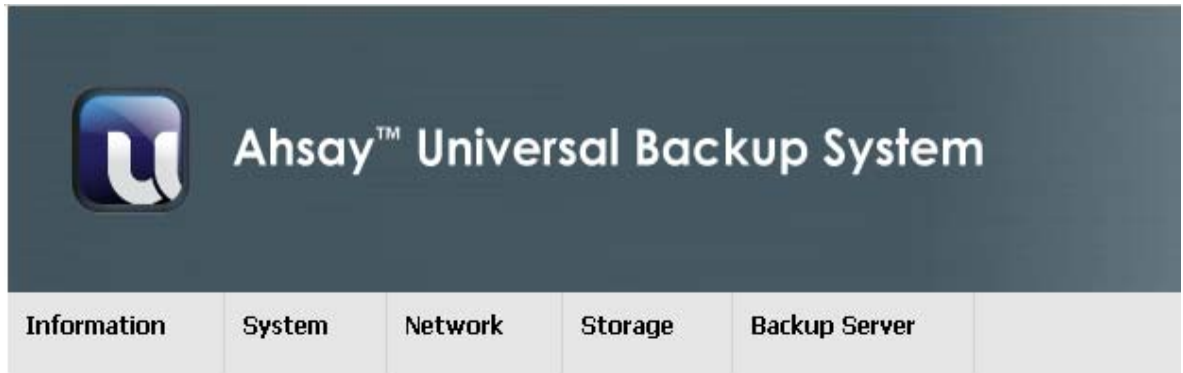 Ahsay™ Universal Backup System
Information System Network Storage Backup Server